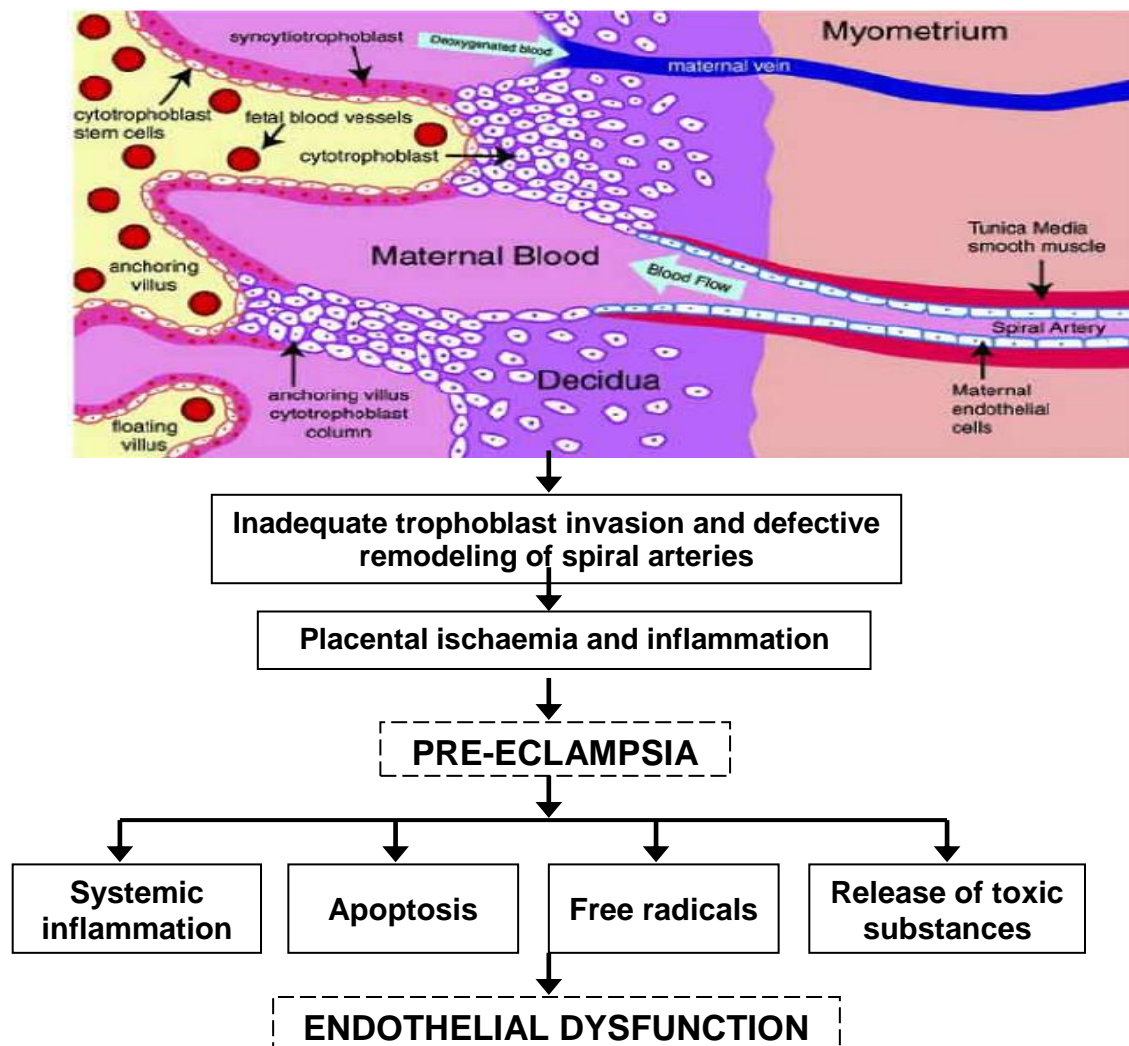 syncytiotrophoblast
Deoxygenated blood
Myometrium
maternal vein
cytotrophoblast
stem cells
fetal blood vessels
cytotrophoblast
Tunica Media
smooth muscle
Maternal Blood
anchoring
villus
Blood Flow
Spiral Artery
Decidua
anchoring villus
cytotrophoblast
column
Maternal
endothelial
cells
floating
villus
Inadequate trophoblast invasion and defective
remodeling of spiral arteries
Placental ischaemia and inflammation
PRE-ECLAMPSIA
Systemic
inflammation
Apoptosis
Free radicals
Release of toxic
substances
ENDOTHELIAL DYSFUNCTION